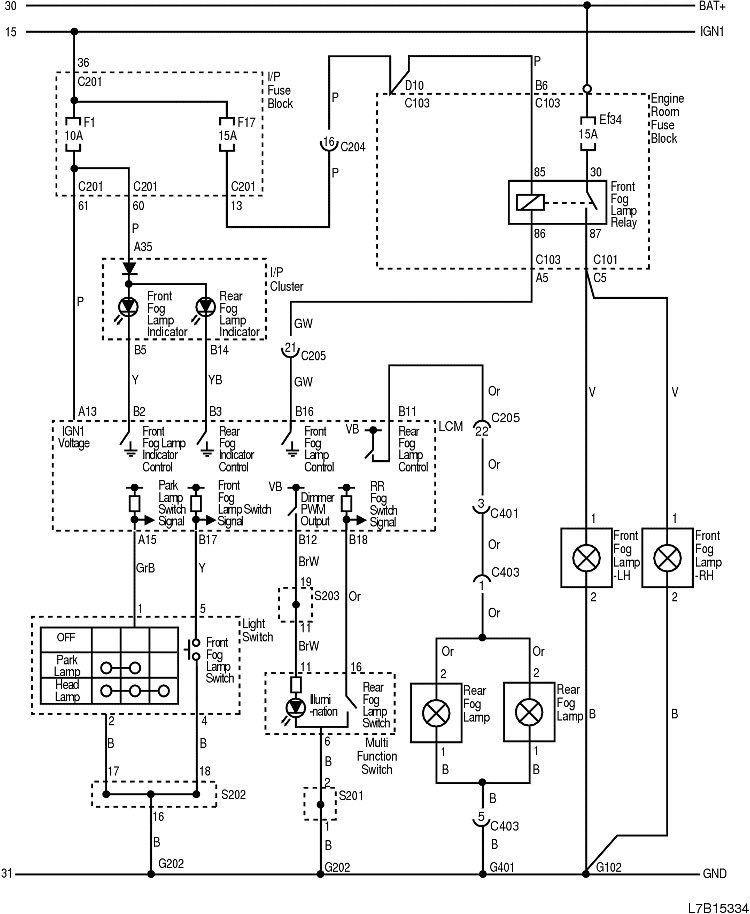 30
BAT+
15
IGN1
36
C201
I/P
Fuse
Block
F1
10A
F17
15A
C201
C201
C201
61
60
13
P
16
C204
P
D10
C103
P
B6
C103
Ef34
15A
Engine
Room
Fuse
Block
85
30
Front
Fog
Lamp
Relay
86
87
C103
C101
A5
C5
P
A35
I/P
Cluster
Front
Fog
Lamp
Indicator
Rear
Fog
Lamp
Indicator
P
B5
B14
Y
YB
GW
21
C205
GW
A13
B2
B3
B16
B11
IGN1
Voltage
Front
Fog Lamp
Indicator
Control
Rear
Fog
Indicator
Control
Front
Fog
Lamp
Control
VB
Rear
Fog
Lamp
Control
LCM
Park
Lamp
Switch
Signal
Front
Fog
Lamp Switch
Signal
VB
Dimmer
PWM
Output
RR
Fog
Switch
Signal
A15
B17
B12
B18
GrB
Y
BrW
Or
19
S203
11
BrW
Or
C205
22
Or
3
C401
Or
C403
1
Or
V
V
1
1
Front
Fog
Lamp
-LH
Front
Fog
Lamp
-RH
2
2
1
5
Light
Switch
OFF
Park
Lamp
Head
Lamp
Front
Fog
Lamp
Switch
2
4
B
B
17
18
S202
16
B
G202
11
16
Illumi
-nation
Rear
Fog
Lamp
Switch
Multi
Function
Switch
6
B
2
S201
1
B
G202
Or
Or
2
2
Rear
Fog
Lamp
Rear
Fog
Lamp
1
1
B
B
B
5
C403
B
G401
B
B
G102
31
GND
L7B15334